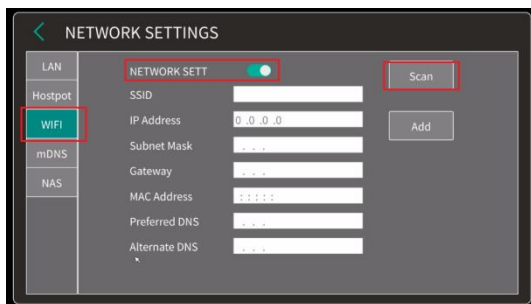 NETWORK SETTINGS
LAN
Hostpot
WIFI
mDNS
NAS
NETWORK SETT
SSID
IP Address 0 .0 .0 .0
Subnet Mask . . .
Gateway . . .
MAC Address : : : : :
Preferred DNS . . .
Alternate DNS . . .
Scan
Add